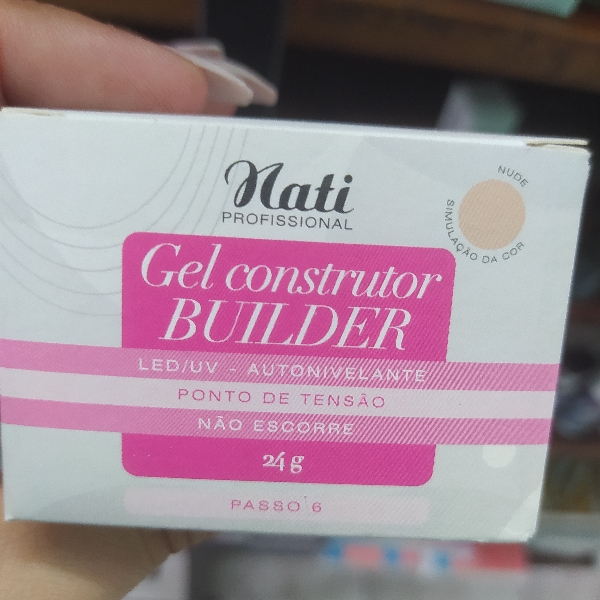 Nati
PROFISSIONAL
NUDE
SIMULAÇÃO DA COR
Gel construtor
BUILDER
LED/UV - AUTONIVELANTE
PONTO DE TENSÃO
NÃO ESCORRE
24g
PASSO 6